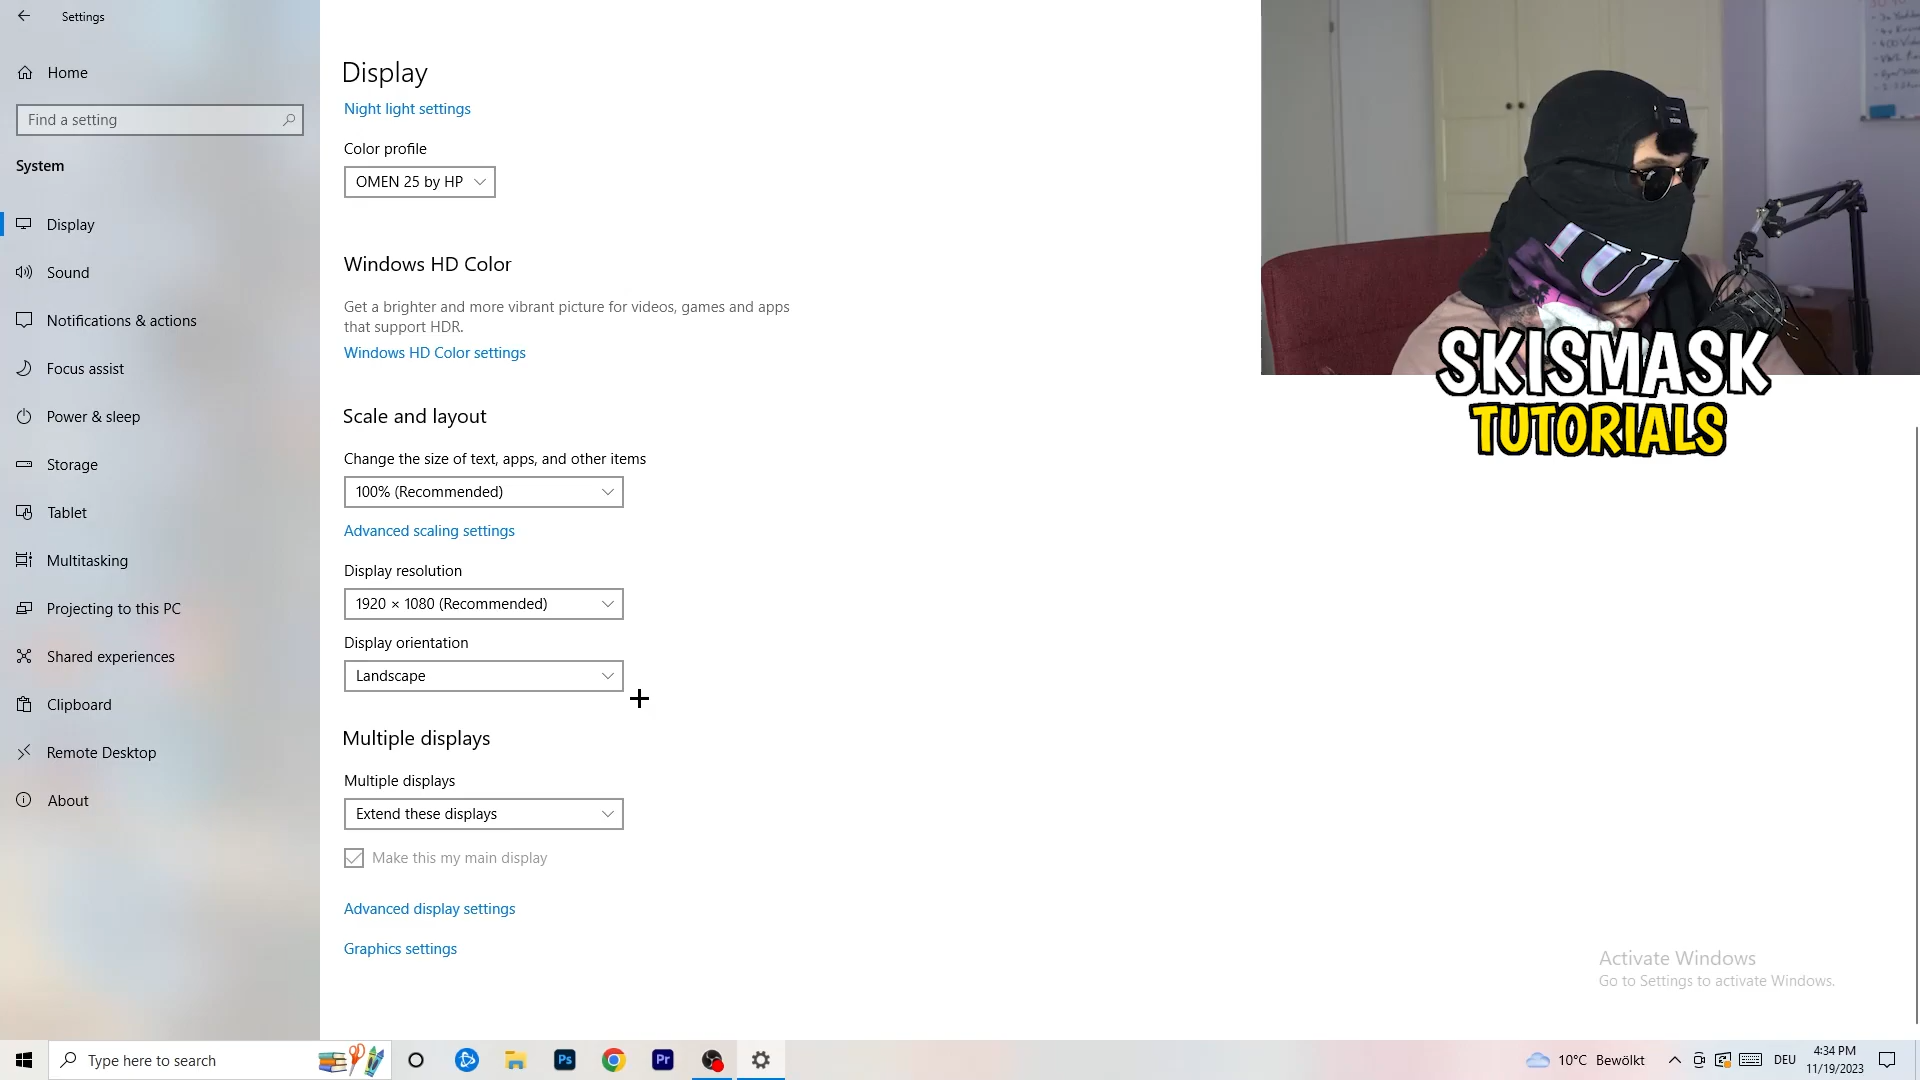 Settings
Home
Find a setting
System
Display
Sound
Notifications & actions
Focus assist
Power & sleep
Storage
Tablet
Multitasking
Projecting to this PC
Shared experiences
Clipboard
Remote Desktop
About
Display
Night light settings
Color profile
OMEN 25 by HP
Windows HD Color
Get a brighter and more vibrant picture for videos, games and apps
that support HDR.
Windows HD Color settings
Scale and layout
Change the size of text, apps, and other items
100% (Recommended)
Advanced scaling settings
Display resolution
1920 × 1080 (Recommended)
Display orientation
Landscape
Multiple displays
Multiple displays
Extend these displays
Make this my main display
Advanced display settings
Graphics settings
SKISMASK
TUTORIALS
Activate Windows
Go to Settings to activate Windows.
Type here to search
Ps
Pr
10°C Bewölkt
DEU
4:34 PM
11/19/2023